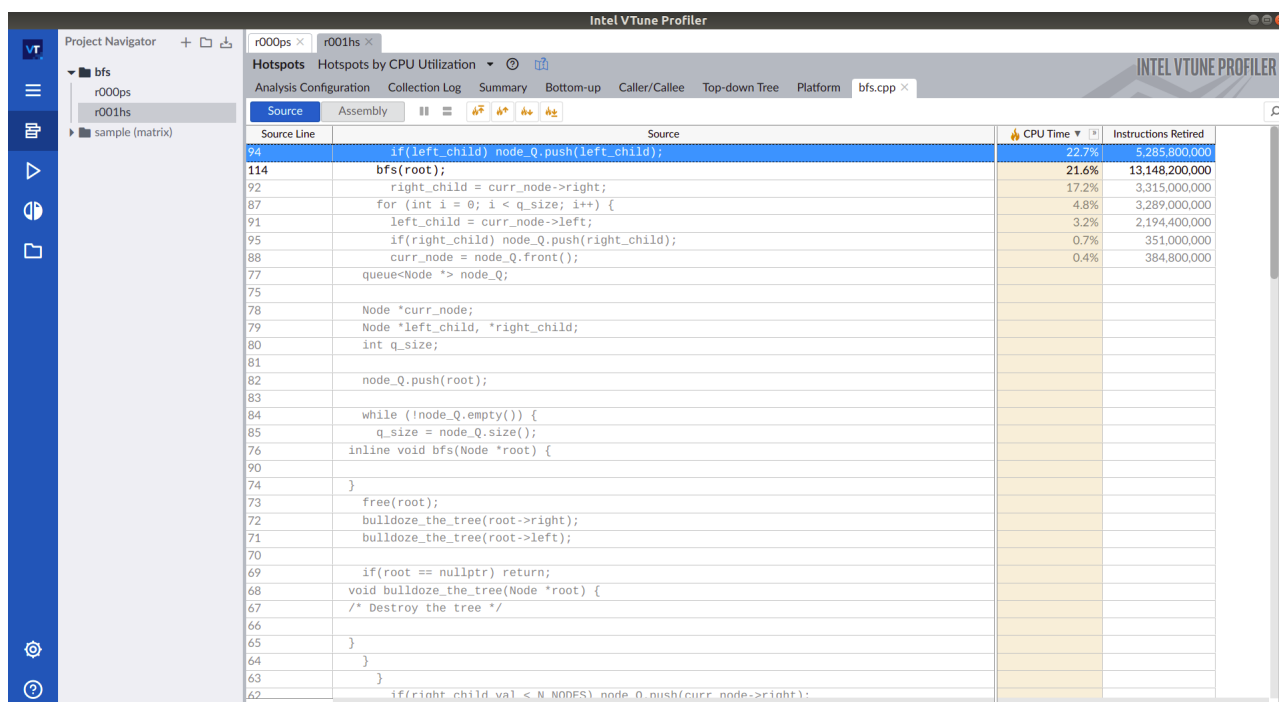 Intel VTune Profiler
VT
Project Navigator
r000ps
r001hs
Hotspots Hotspots by CPU Utilization
INTEL VTUNE PROFILER
bfs
r000ps
r001hs
sample (matrix)
Analysis Configuration Collection Log Summary Bottom-up Caller/Callee Top-down Tree Platform bfs.cpp
Source Assembly
Source Line Source CPU Time Instructions Retired
94 if(left_child) node_Q.push(left_child); 22.7% 5,285,800,000
114 bfs(root); 21.6% 13,148,200,000
92 right_child = curr_node->right; 17.2% 3,315,000,000
87 for (int i = 0; i < q_size; i++) { 4.8% 3,289,000,000
91 left_child = curr_node->left; 3.2% 2,194,400,000
95 if(right_child) node_Q.push(right_child); 0.7% 351,000,000
88 curr_node = node_Q.front(); 0.4% 384,800,000
77 queue<Node *> node_Q;
75
78 Node *curr_node;
79 Node *left_child, *right_child;
80 int q_size;
81
82 node_Q.push(root);
83
84 while (!node_Q.empty()) {
85 q_size = node_Q.size();
76 inline void bfs(Node *root) {
90
74 }
73 free(root);
72 bulldoze_the_tree(root->right);
71 bulldoze_the_tree(root->left);
70
69 if(root == nullptr) return;
68 void bulldoze_the_tree(Node *root) {
67 /* Destroy the tree */
66
65 }
64 }
63 }
62 if(right_child_val < N_NODES) node_Q.push(curr_node->right);